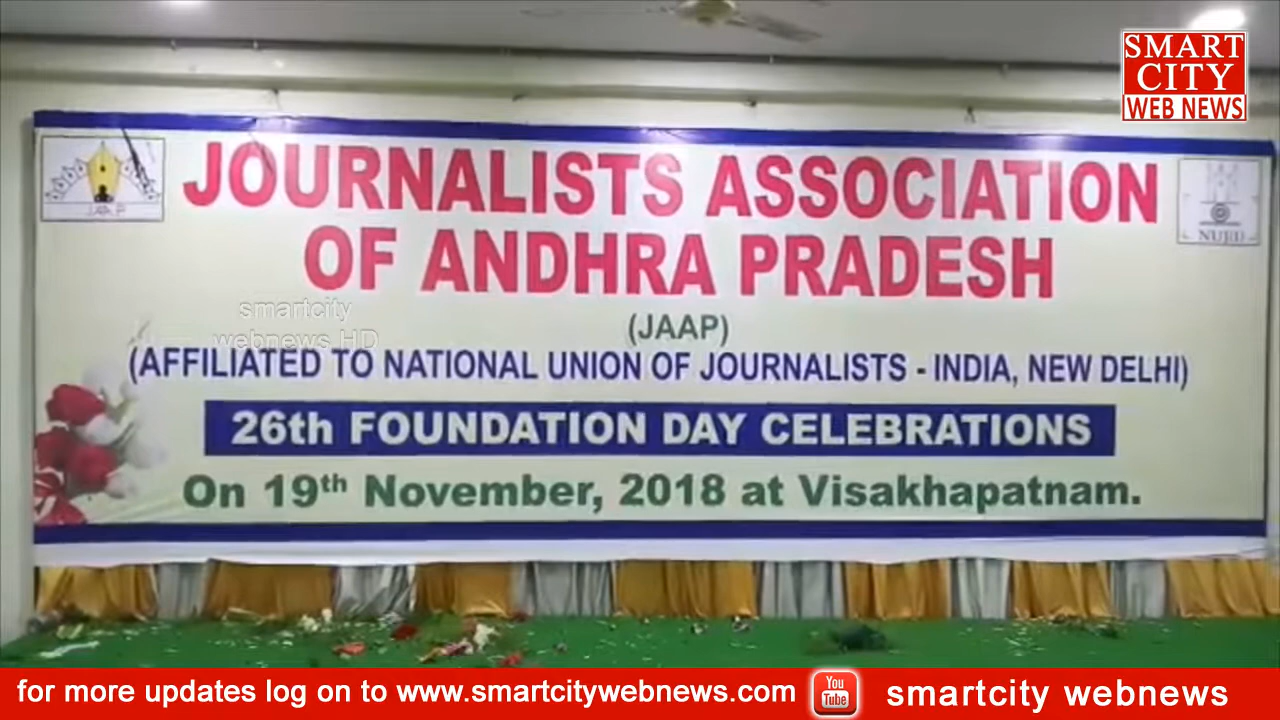 SMART
CITY
WEB NEWS
JAAP
JOURNALISTS ASSOCIATION
OF ANDHRA PRADESH
NUJ(I)
(JAAP)
(AFFILIATED TO NATIONAL UNION OF JOURNALISTS - INDIA, NEW DELHI)
smartcity
webnews HD
26th FOUNDATION DAY CELEBRATIONS
On 19th November, 2018 at Visakhapatnam.
for more updates log on to www.smartcitywebnews.com
You
Tube
smartcity webnews